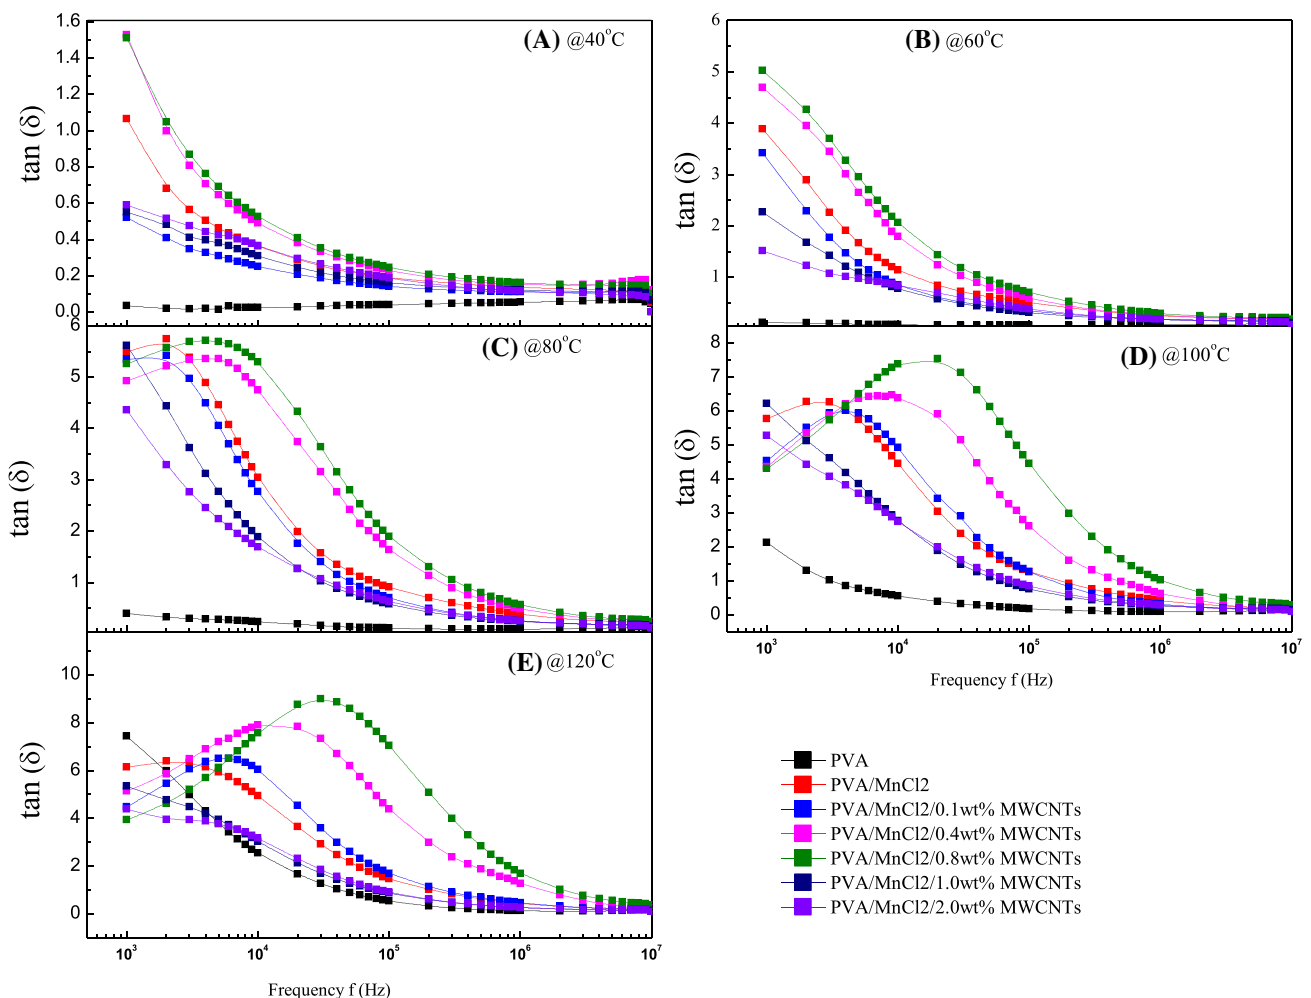 (A) @40°C
1.6
1.4
1.2
1.0
0.8
0.6
0.4
0.2
0.0
tan (δ)
(B) @60°C
6
5
4
3
2
1
tan (δ)
(C) @80°C
6
5
4
3
2
1
tan (δ)
(D) @100°C
8
7
6
5
4
3
2
1
0
tan (δ)
10³ 10⁴ 10⁵ 10⁶ 10⁷
Frequency f (Hz)
(E) @120°C
10
8
6
4
2
0
tan (δ)
10³ 10⁴ 10⁵ 10⁶ 10⁷
Frequency f (Hz)
PVA
PVA/MnCl2
PVA/MnCl2/0.1wt% MWCNTs
PVA/MnCl2/0.4wt% MWCNTs
PVA/MnCl2/0.8wt% MWCNTs
PVA/MnCl2/1.0wt% MWCNTs
PVA/MnCl2/2.0wt% MWCNTs